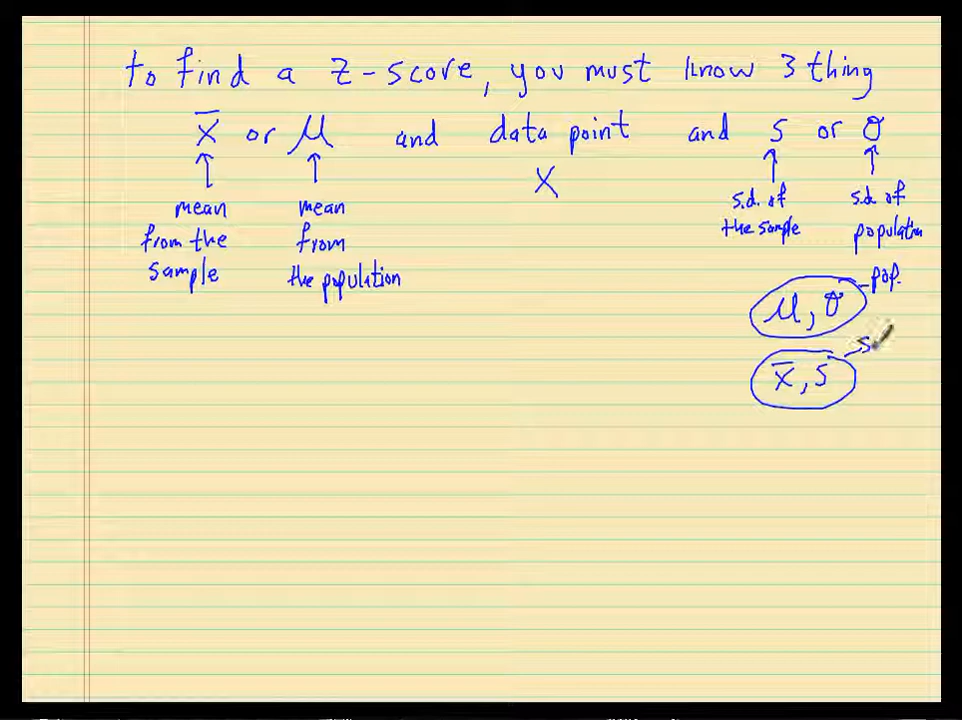 to find a z-score, you must know 3 thing
x̄ or μ and data point and s or σ
x
mean mean s.d. of s.d. of
from the from the sample population
sample the population
pop.
μ, σ
s
x̄, s